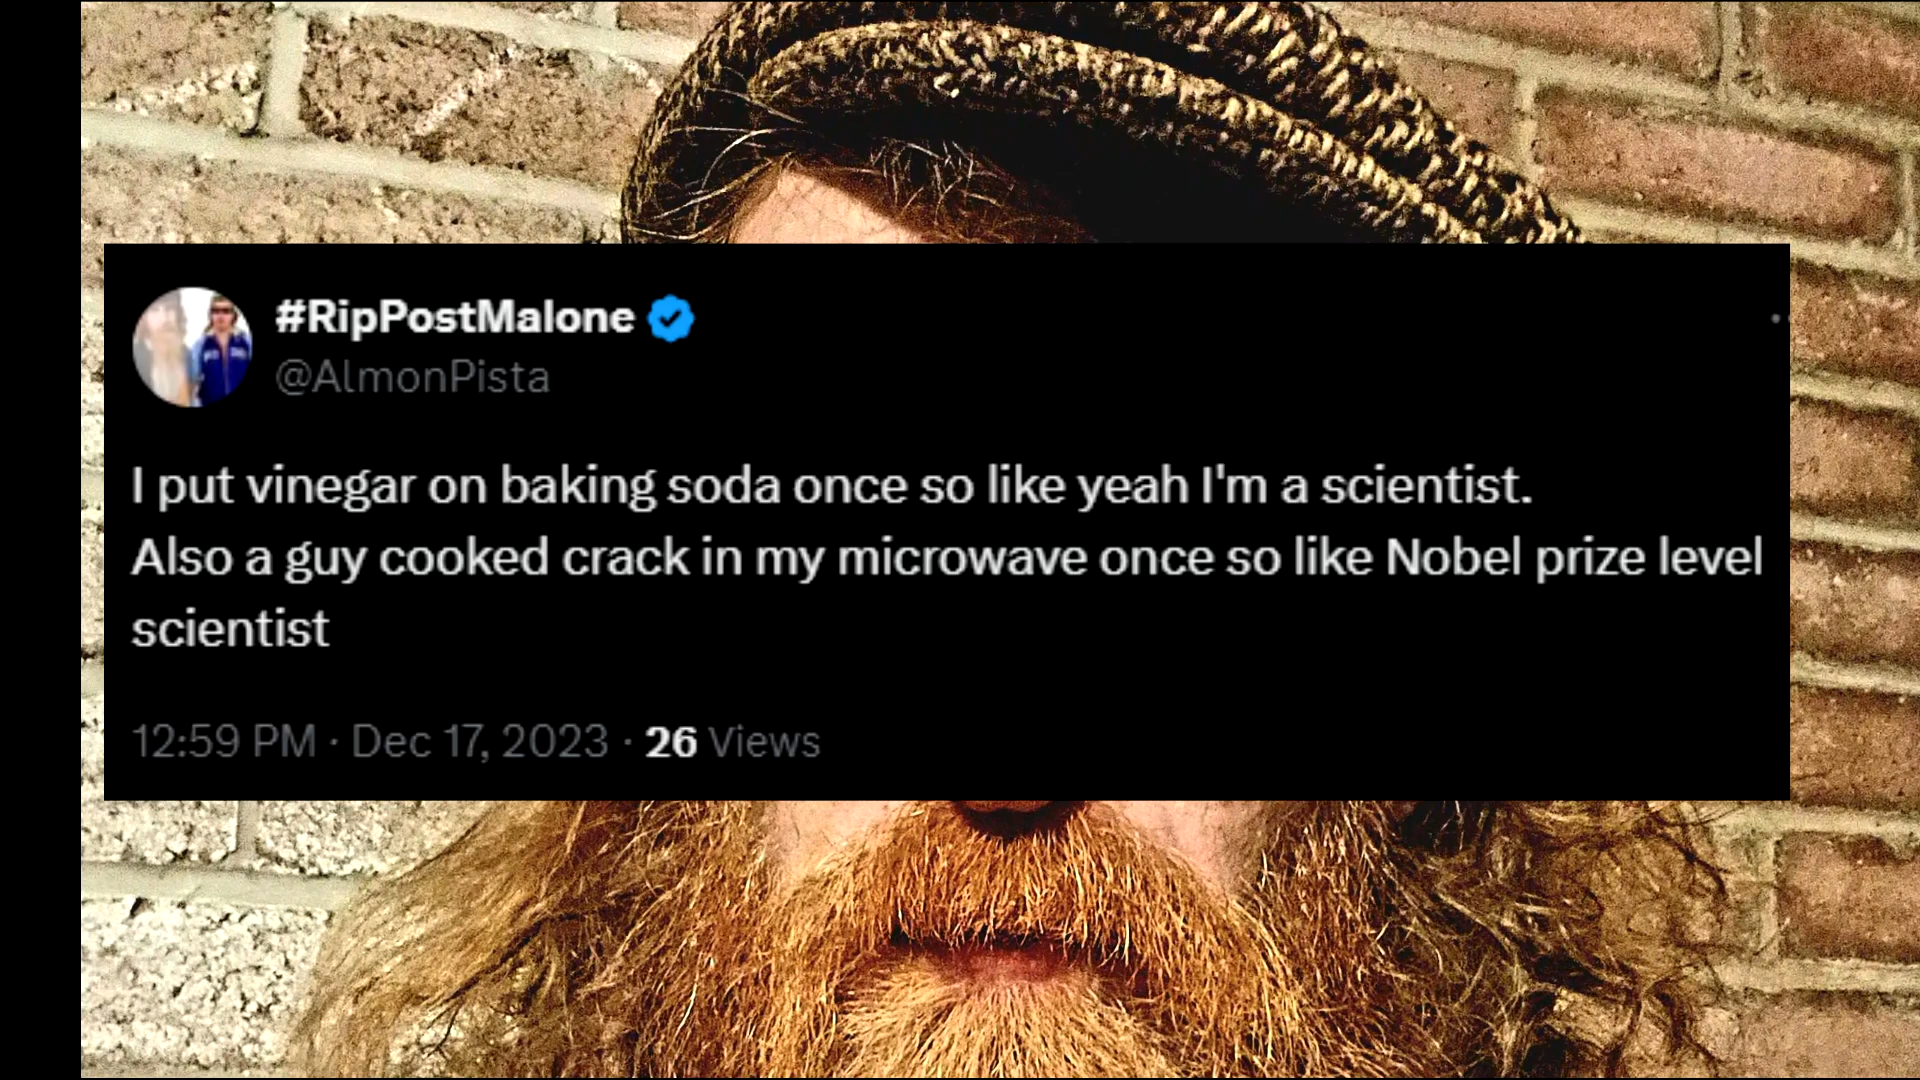 #RipPostMalone
@AlmonPista
I put vinegar on baking soda once so like yeah I'm a scientist.
Also a guy cooked crack in my microwave once so like Nobel prize level
scientist
12:59 PM · Dec 17, 2023 · 26 Views